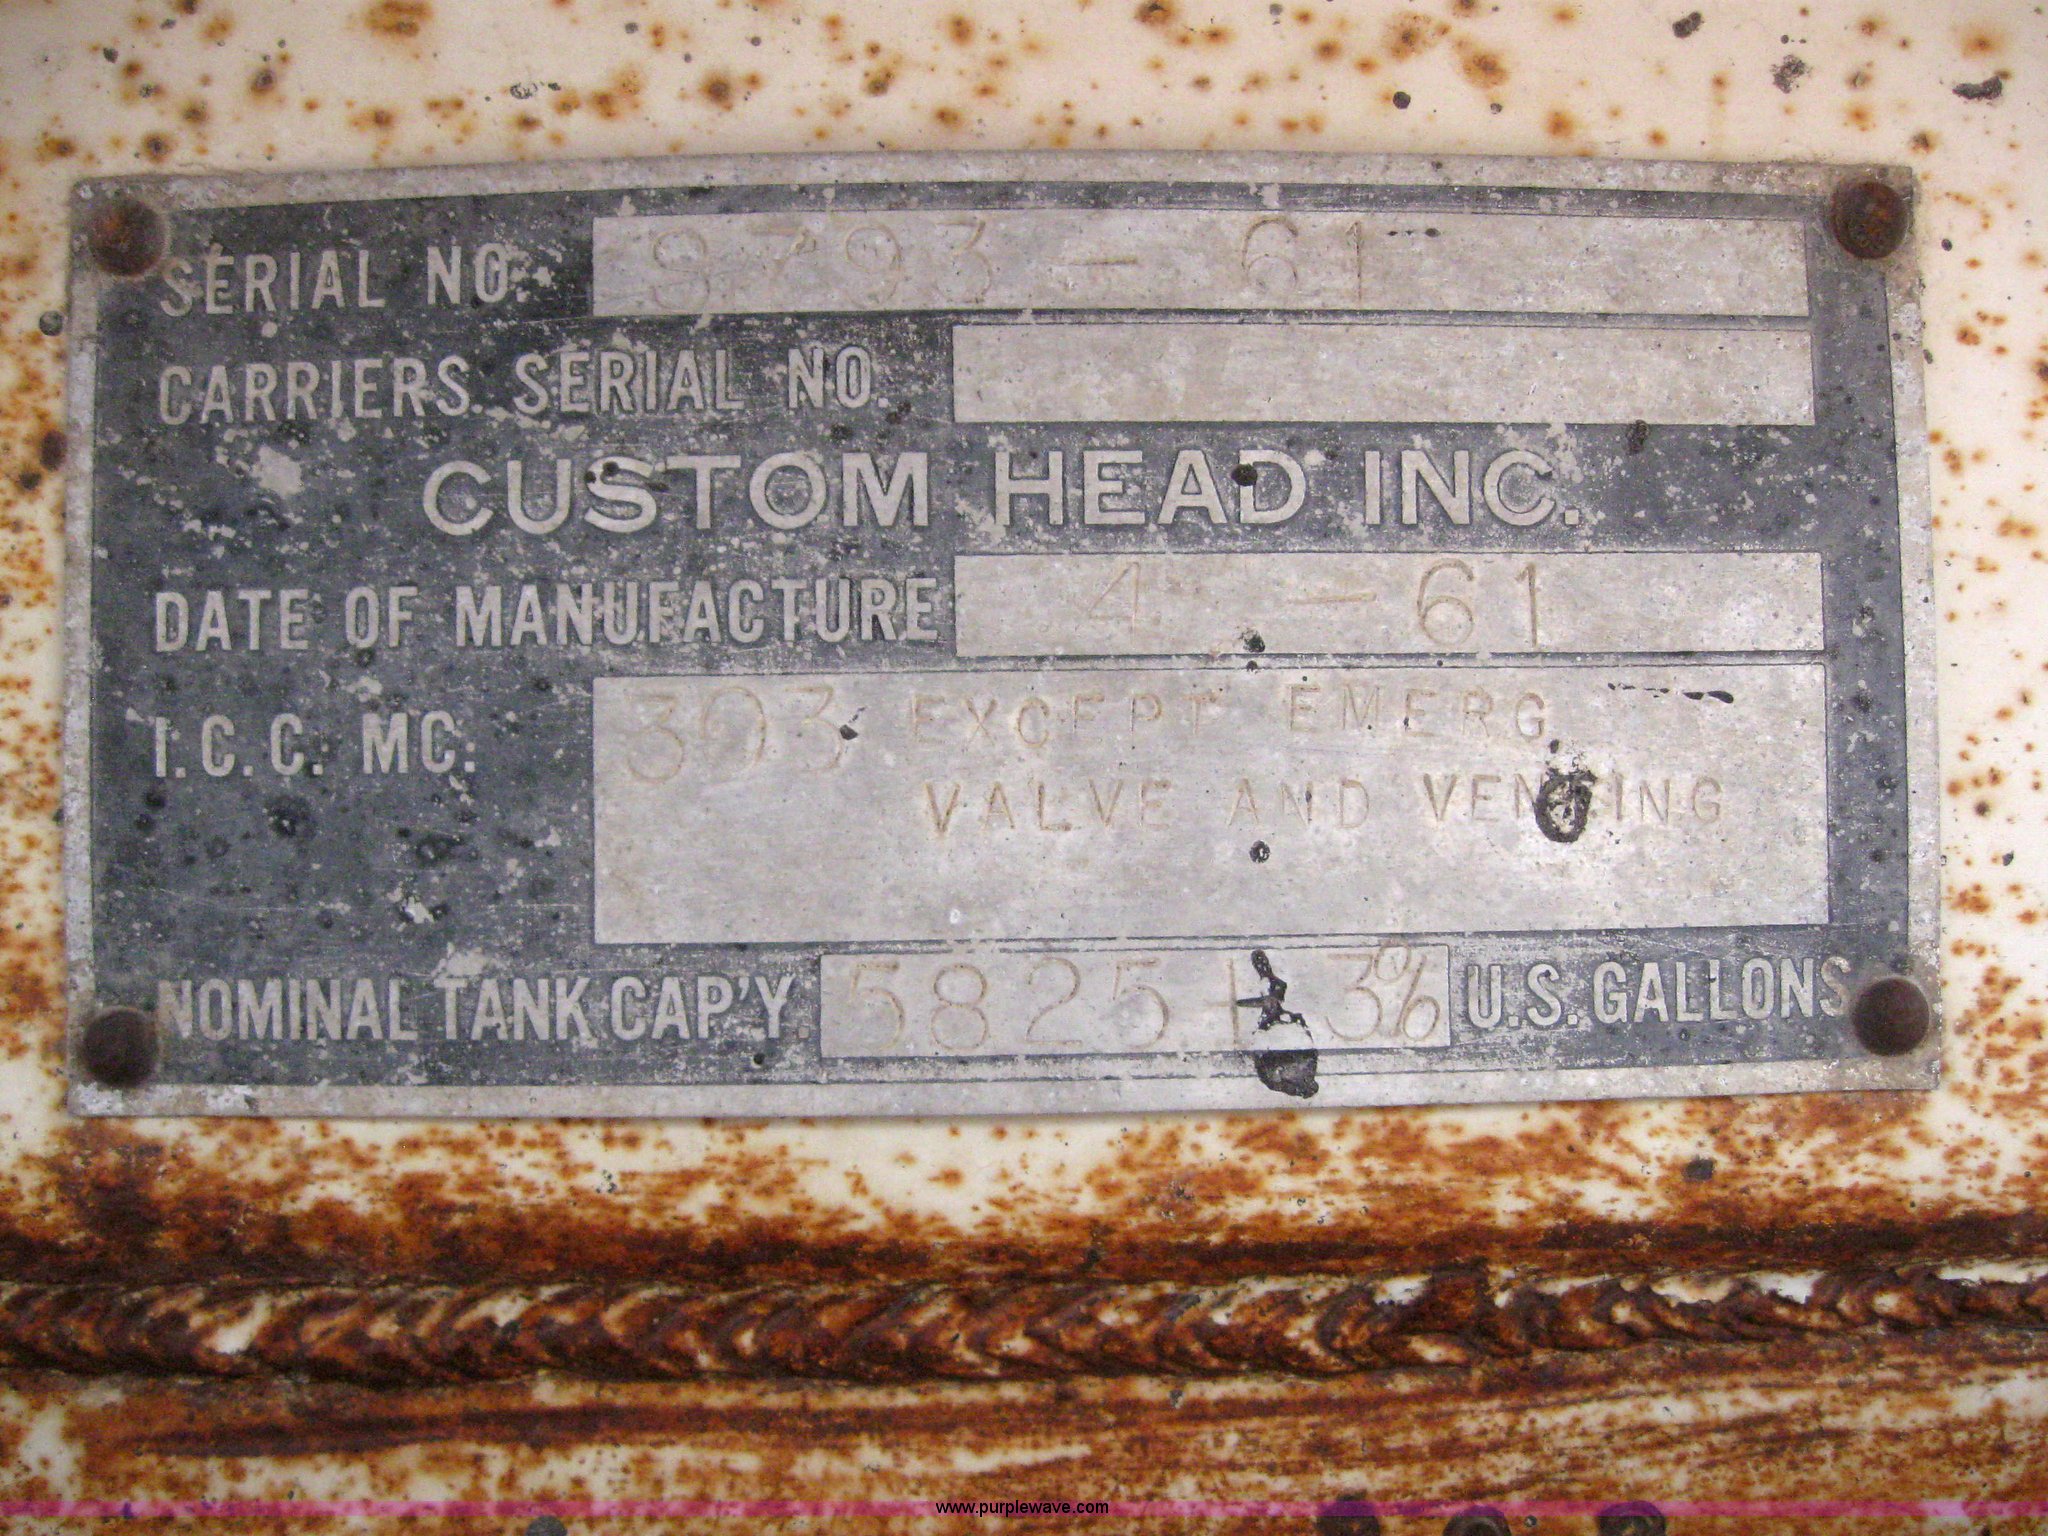 SERIAL NO. 9793 - 61
CARRIERS SERIAL NO.
CUSTOM HEAD INC.
DATE OF MANUFACTURE 4 - 61
I.C.C. MC: 303 EXCEPT EMERG
VALVE AND VENTING
NOMINAL TANK CAP'Y. 5825 + 3% U.S. GALLONS
www.purplewave.com